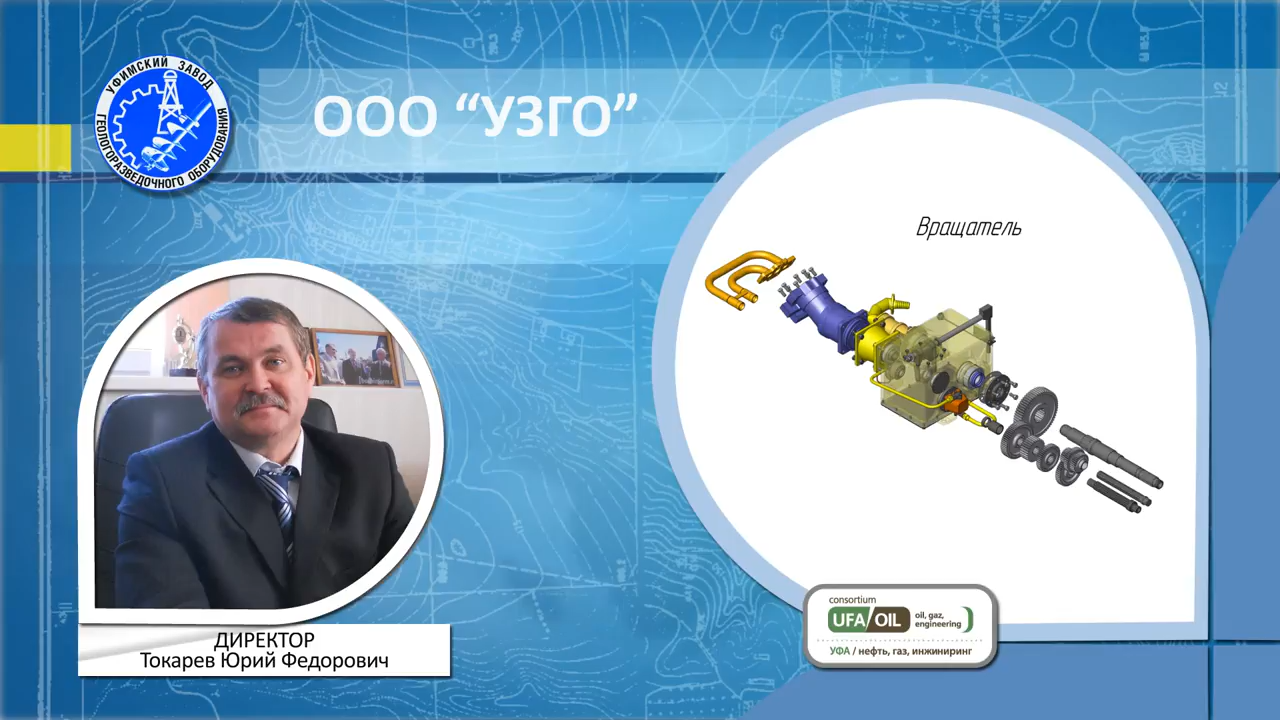 УФИМСКИЙ ЗАВОД
ГЕОЛОГОРАЗВЕДОЧНОГО ОБОРУДОВАНИЯ
ООО “УЗГО”
Вращатель
ДИРЕКТОР
Токарев Юрий Федорович
consortium
UFA/OIL
oil, gaz,
engineering
УФА / нефть, газ, инжиниринг